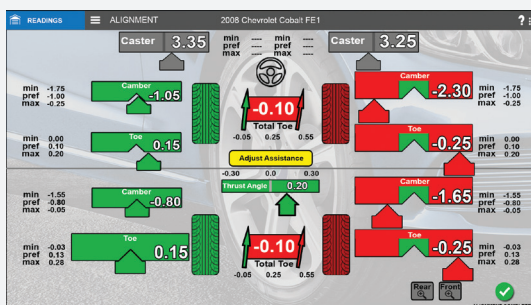 READINGS
ALIGNMENT
2008 Chevrolet Cobalt FE1
?
Caster 3.35
min ---- ----
pref ---- ----
max ---- ----
Caster 3.25
min -1.75
pref -1.00
max -0.25
Camber
-1.05
-0.10
Total Toe
-0.05 0.25 0.55
Camber
-2.30
-1.75 min
-1.00 pref
-0.25 max
min 0.00
pref 0.10
max 0.20
Toe
0.15
Toe
-0.25
0.00 min
0.10 pref
0.20 max
Adjust Assistance
-0.30 0.0 0.30
Thrust Angle 0.20
min -1.55
pref -0.80
max -0.05
Camber
-0.80
Camber
-1.65
-1.55 min
-0.80 pref
-0.05 max
min -0.03
pref 0.13
max 0.28
Toe
0.15
-0.10
Total Toe
-0.05 0.25 0.55
Toe
-0.25
-0.03 min
0.13 pref
0.28 max
Rear
Front